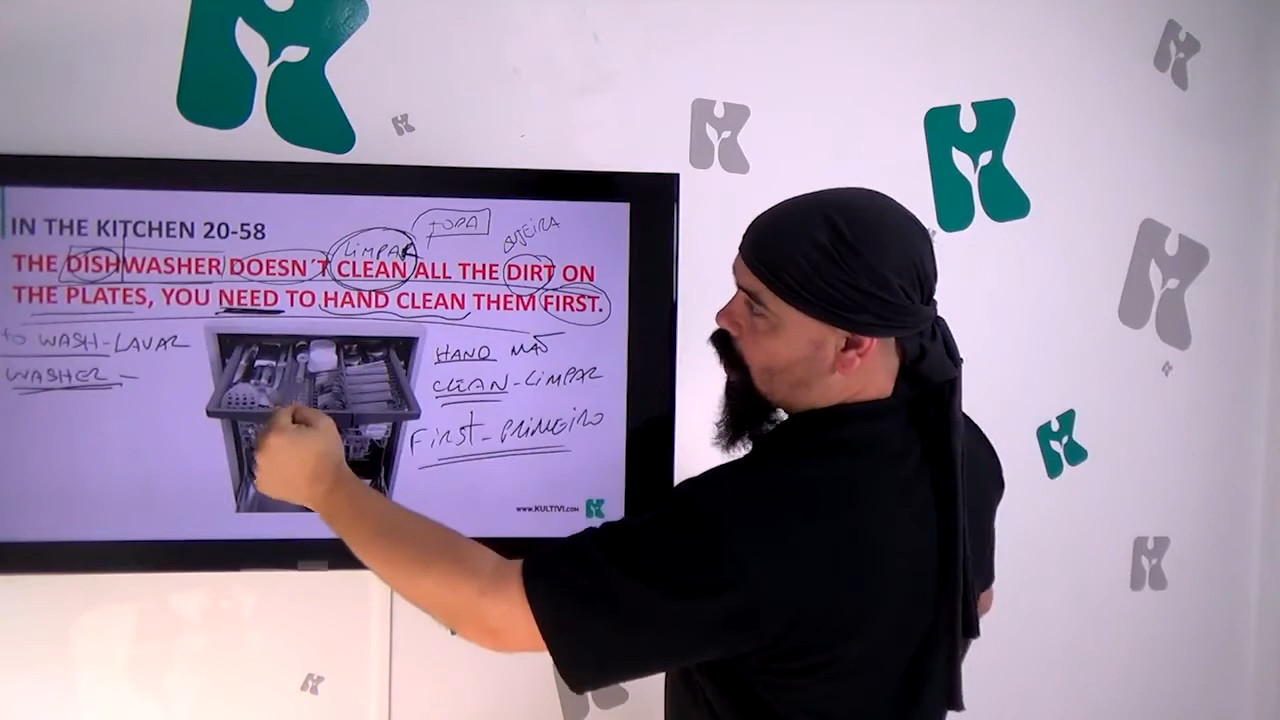 IN THE KITCHEN 20-58
TODA
SUJEIRA
LIMPAR
THE DISHWASHER DOESN´T CLEAN ALL THE DIRT ON
THE PLATES, YOU NEED TO HAND CLEAN THEM FIRST.
to WASH-LAVAR
WASHER -
HAND MÃO
CLEAN-LIMPAR
FIRST-PRIMEIRO
WWW.KULTIVI.COM